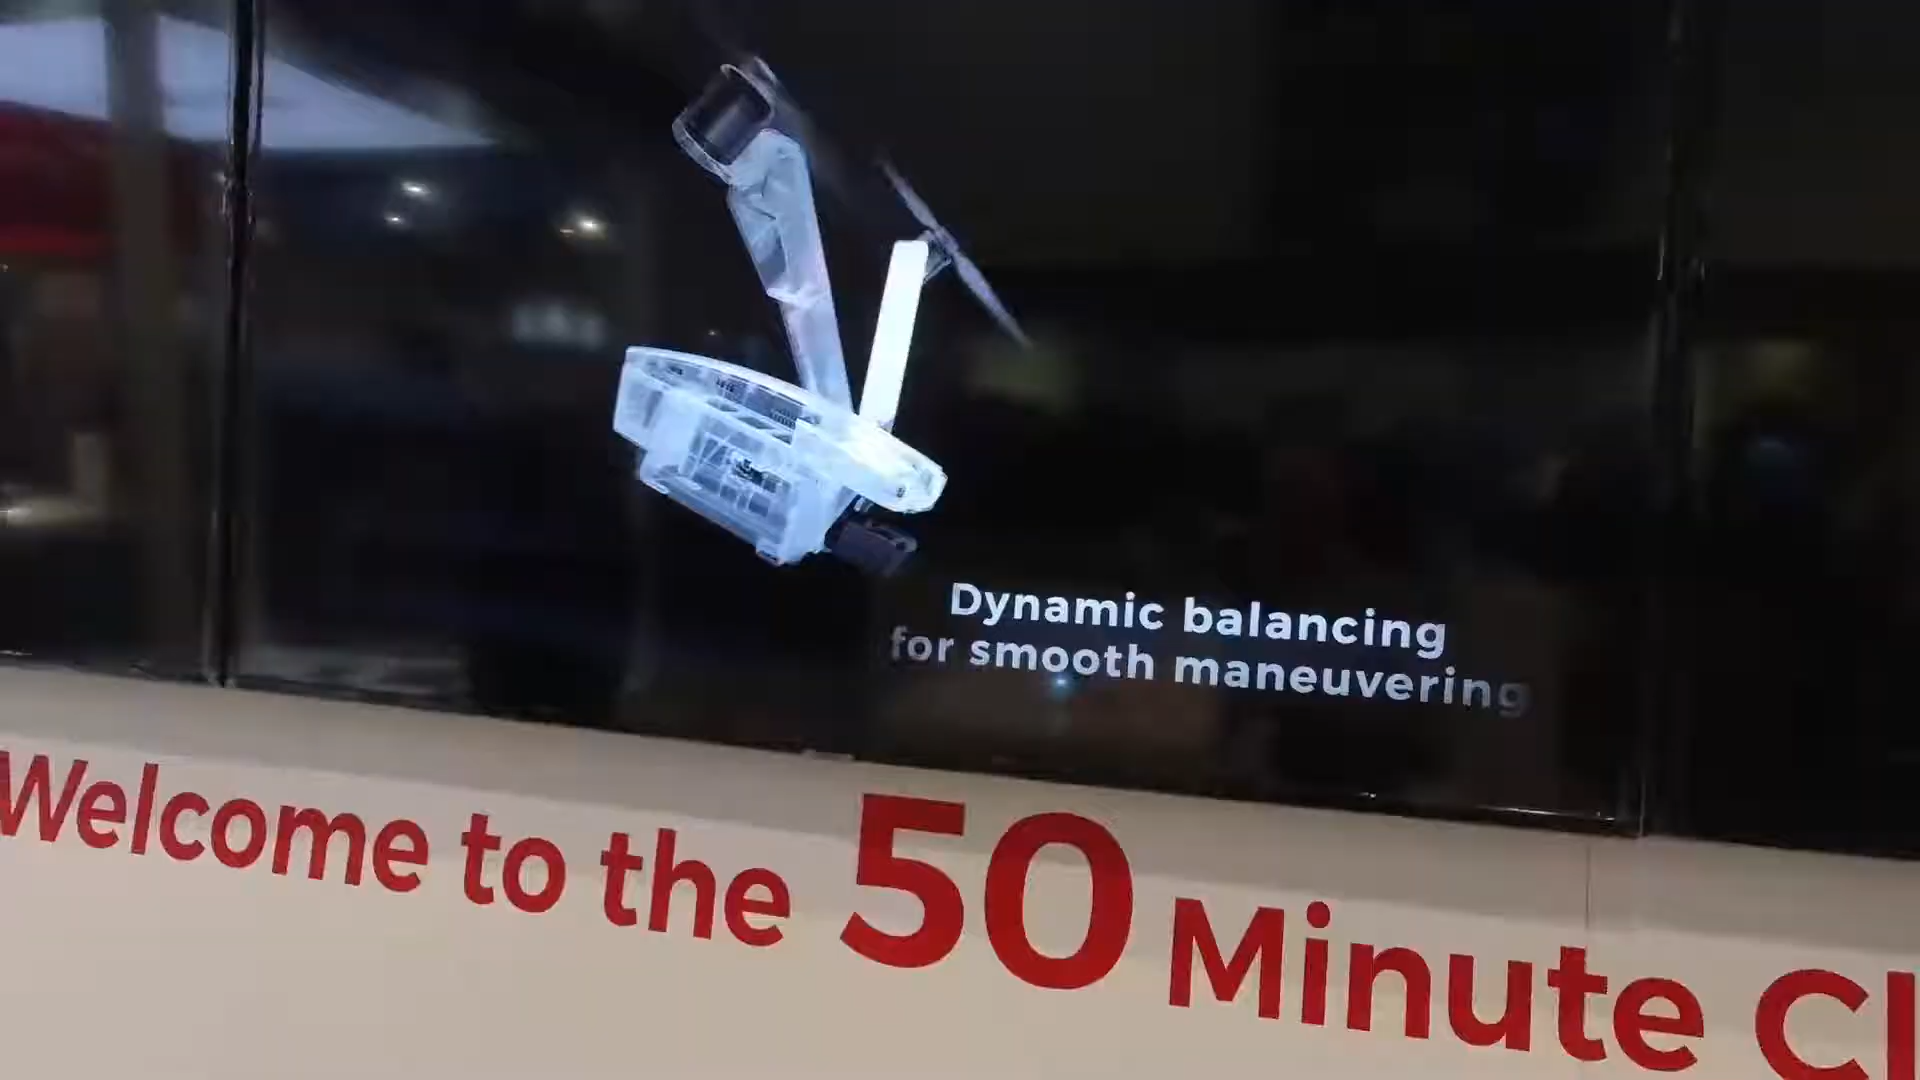 Dynamic balancing
for smooth maneuvering
Welcome to the 50 Minute